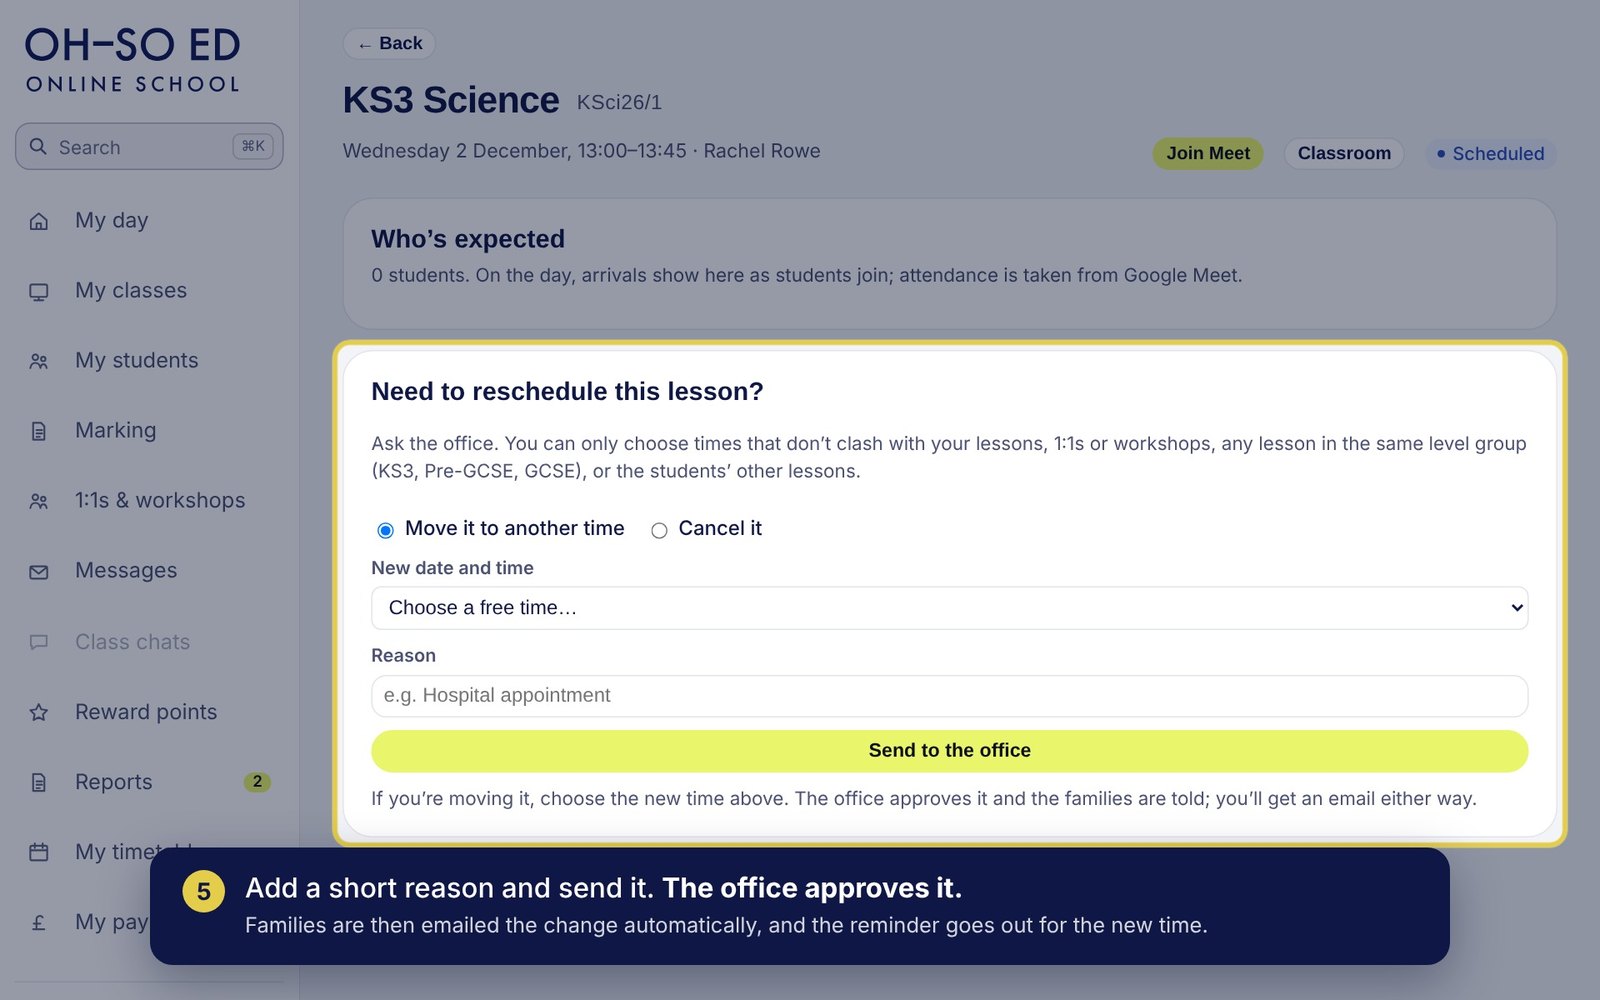 OH–SO ED
ONLINE SCHOOL
Search
⌘K
My day
My classes
My students
Marking
1:1s & workshops
Messages
Class chats
Reward points
Reports
2
My
My pay
← Back
KS3 Science KSci26/1
Wednesday 2 December, 13:00–13:45 · Rachel Rowe
Join Meet
Classroom
• Scheduled
Who’s expected
0 students. On the day, arrivals show here as students join; attendance is taken from Google Meet.
Need to reschedule this lesson?
Ask the office. You can only choose times that don’t clash with your lessons, 1:1s or workshops, any lesson in the same level group
(KS3, Pre-GCSE, GCSE), or the students’ other lessons.
Move it to another time
Cancel it
New date and time
Choose a free time…
Reason
e.g. Hospital appointment
Send to the office
If you’re moving it, choose the new time above. The office approves it and the families are told; you’ll get an email either way.
5
Add a short reason and send it. The office approves it.
Families are then emailed the change automatically, and the reminder goes out for the new time.